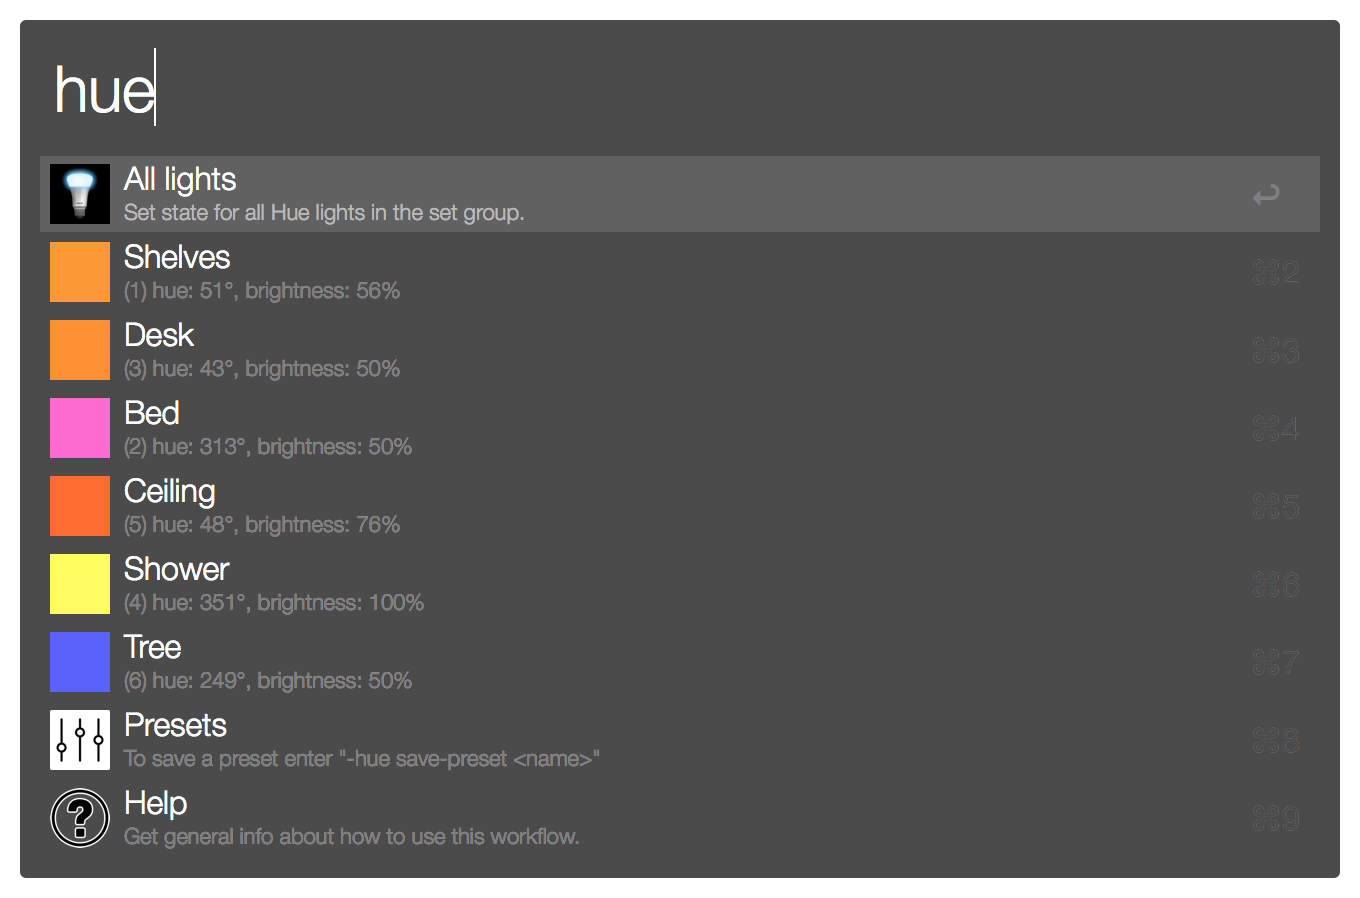 hue
All lights
Set state for all Hue lights in the set group.
Shelves
(1) hue: 51°, brightness: 56%
⌘2
Desk
(3) hue: 43°, brightness: 50%
⌘3
Bed
(2) hue: 313°, brightness: 50%
⌘4
Ceiling
(5) hue: 48°, brightness: 76%
⌘5
Shower
(4) hue: 351°, brightness: 100%
⌘6
Tree
(6) hue: 249°, brightness: 50%
⌘7
Presets
To save a preset enter "-hue save-preset <name>"
⌘8
Help
Get general info about how to use this workflow.
⌘9